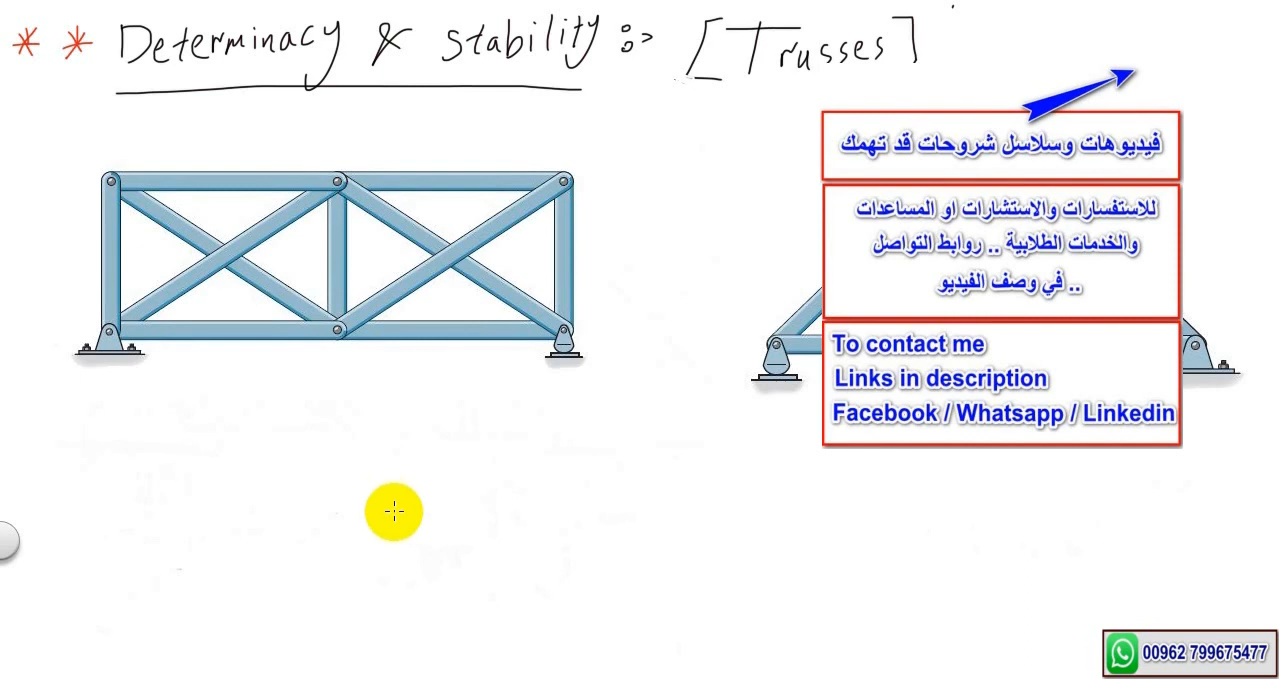 ** Determinacy & stability :> [Trusses]
فيديوهات وسلاسل شروحات قد تهمك
للاستفسارات والاستشارات او المساعدات
والخدمات الطلابية .. روابط التواصل
.. في وصف الفيديو
To contact me
Links in description
Facebook / Whatsapp / Linkedin
00962 799675477